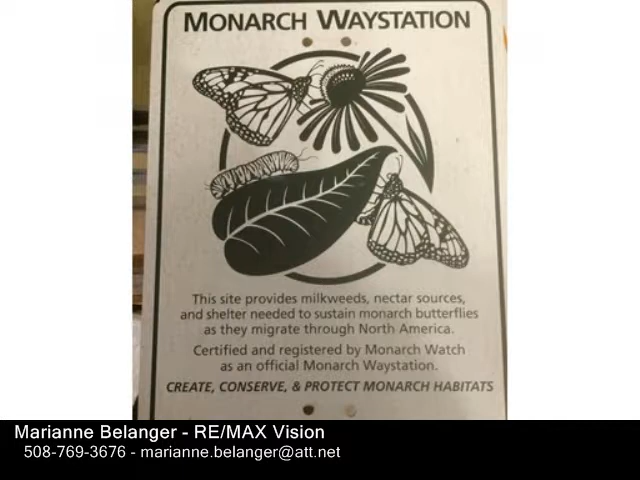 MONARCH WAYSTATION
This site provides milkweeds, nectar sources,
and shelter needed to sustain monarch butterflies
as they migrate through North America.
Certified and registered by Monarch Watch
as an official Monarch Waystation.
CREATE, CONSERVE, & PROTECT MONARCH HABITATS
Marianne Belanger - RE/MAX Vision
508-769-3676 - marianne.belanger@att.net